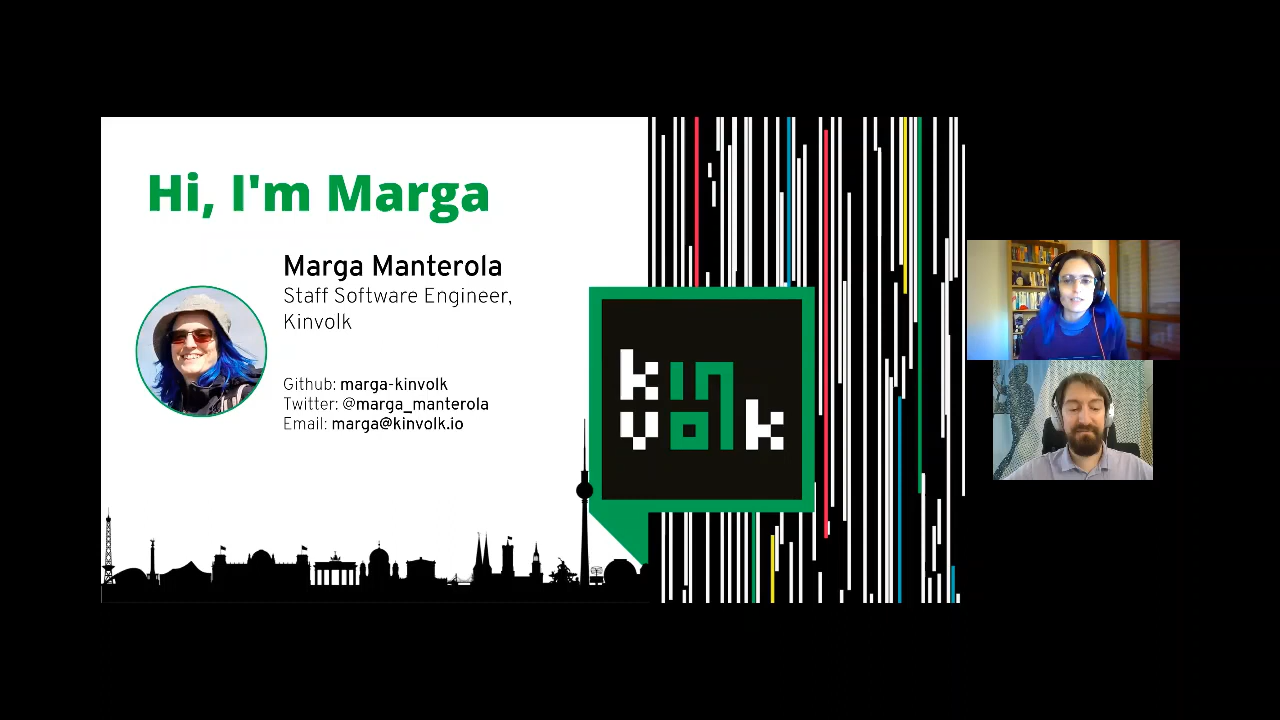 Hi, I'm Marga
Marga Manterola
Staff Software Engineer,
Kinvolk
Github: marga-kinvolk
Twitter: @marga_manterola
Email: marga@kinvolk.io
kin
volk